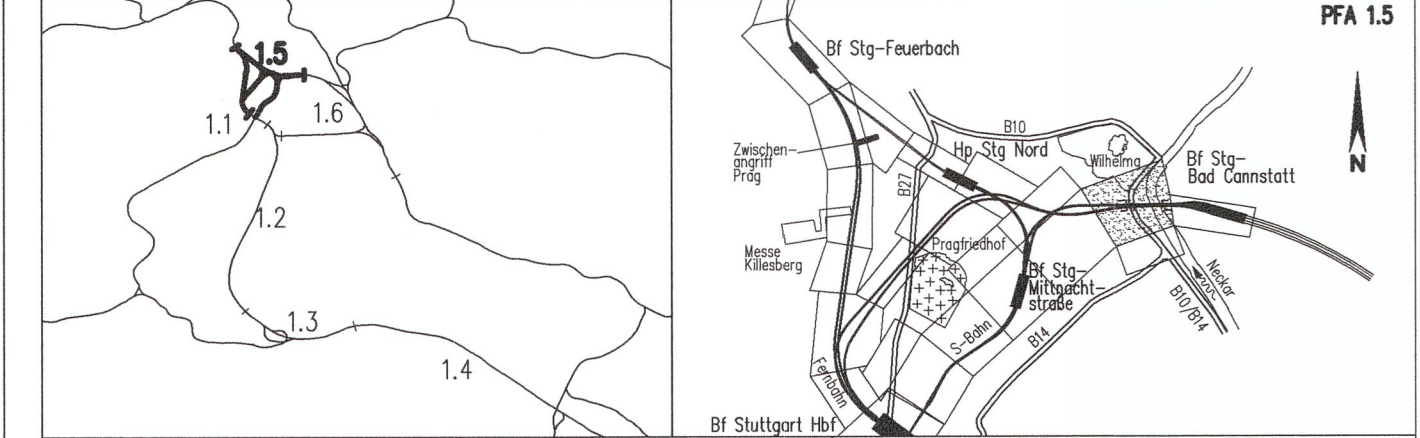 1.5
1.6
1.1
1.2
1.3
1.4
PFA 1.5
Bf Stg-Feuerbach
N
B10
Zwischen-
angriff
Prag
Hp Stg Nord
Wilhelma
Bf Stg-
Bad Cannstatt
B27
Messe
Killesberg
Pragfriedhof
Bf Stg-
Mittnacht-
straße
Neckar
B10/B14
S-Bahn
B14
Fernbahn
Bf Stuttgart Hbf